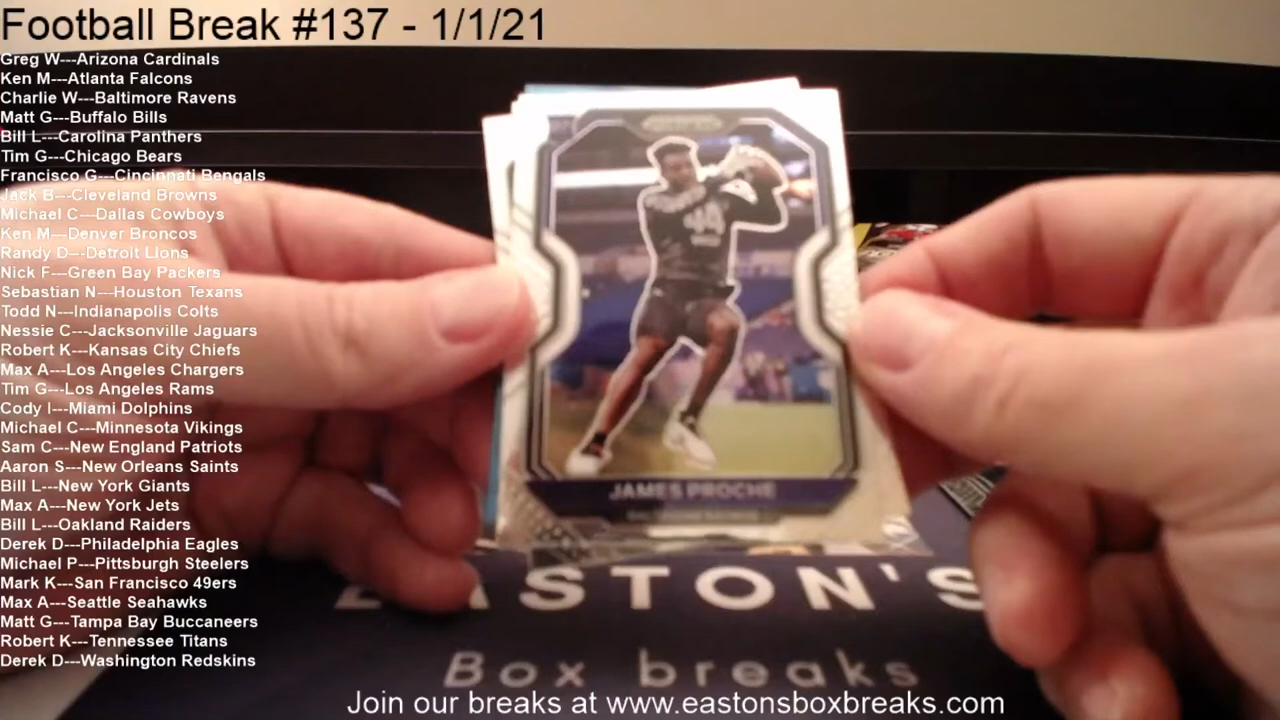 Football Break #137 - 1/1/21
Greg W---Arizona Cardinals
Ken M---Atlanta Falcons
Charlie W---Baltimore Ravens
Matt G---Buffalo Bills
Bill L---Carolina Panthers
Tim G---Chicago Bears
Francisco G---Cincinnati Bengals
Jack B---Cleveland Browns
Michael C---Dallas Cowboys
Ken M---Denver Broncos
Randy D---Detroit Lions
Nick F---Green Bay Packers
Sebastian N---Houston Texans
Todd N---Indianapolis Colts
Nessie C---Jacksonville Jaguars
Robert K---Kansas City Chiefs
Max A---Los Angeles Chargers
Tim G---Los Angeles Rams
Cody I---Miami Dolphins
Michael C---Minnesota Vikings
Sam C---New England Patriots
Aaron S---New Orleans Saints
Bill L---New York Giants
Max A---New York Jets
Bill L---Oakland Raiders
Derek D---Philadelphia Eagles
Michael P---Pittsburgh Steelers
Mark K---San Francisco 49ers
Max A---Seattle Seahawks
Matt G---Tampa Bay Buccaneers
Robert K---Tennessee Titans
Derek D---Washington Redskins
44
JAMES PROCHE
EASTON'S
Box breaks
Join our breaks at www.eastonsboxbreaks.com